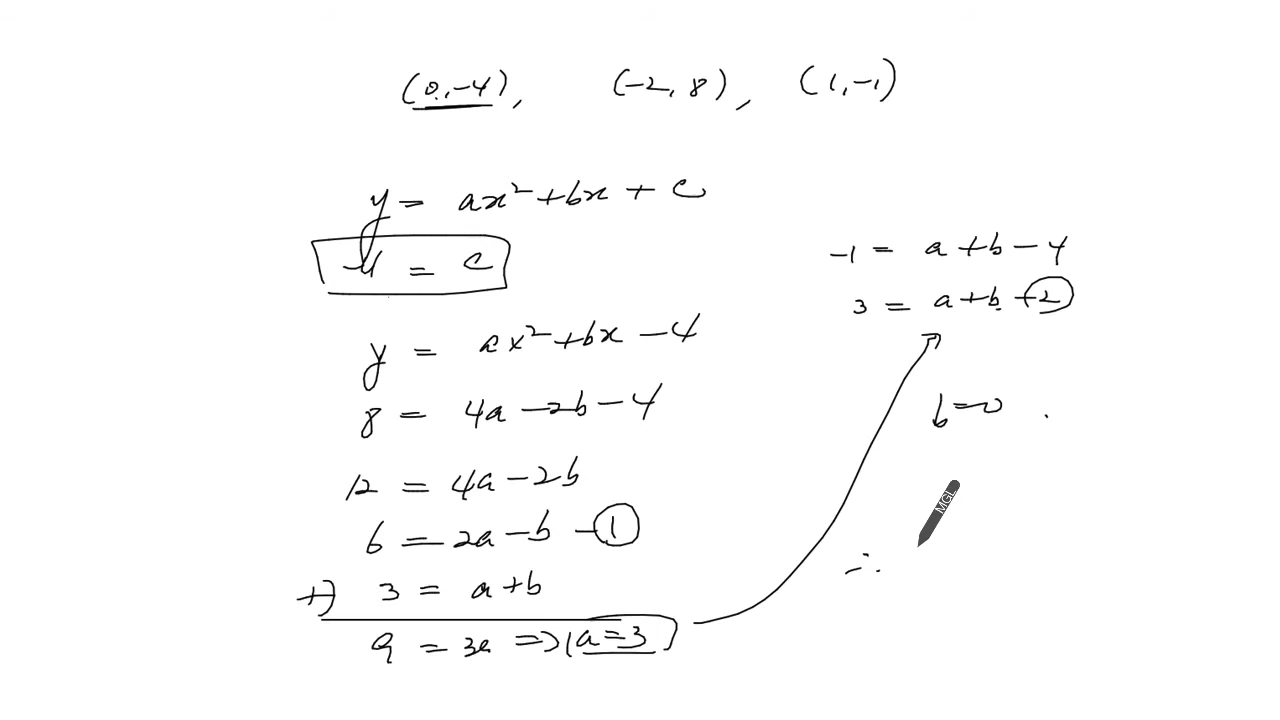 (0,-4), (-2, 8), (1,-1)
y = ax²+bx + c
-4 = c
y = ax²+bx -4
8 = 4a -2b -4
12 = 4a -2b
6 = 2a -b -①
+) 3 = a+b
9 = 3a => a=3
-1 = a+b-4
3 = a+b -②
b=0
MGL
∴